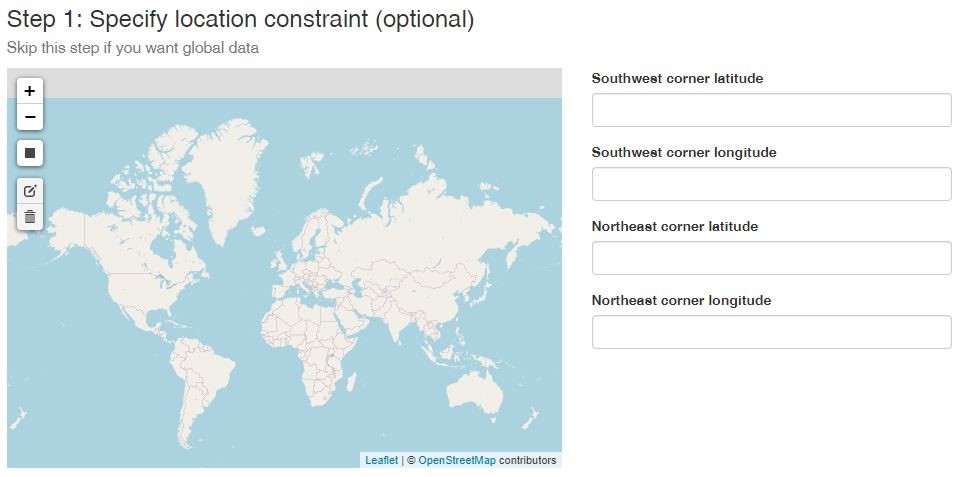 Step 1: Specify location constraint (optional)
Skip this step if you want global data
+
−
Southwest corner latitude
Southwest corner longitude
Northeast corner latitude
Northeast corner longitude
Leaflet | © OpenStreetMap contributors